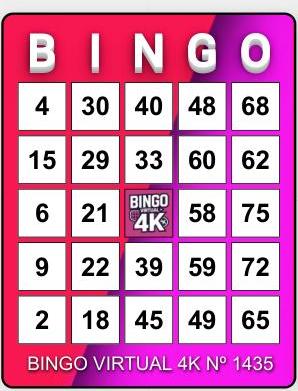 B I N G O
4 30 40 48 68
15 29 33 60 62
6 21 BINGO VIRTUAL 4K 58 75
9 22 39 59 72
2 18 45 49 65
BINGO VIRTUAL 4K Nº 1435